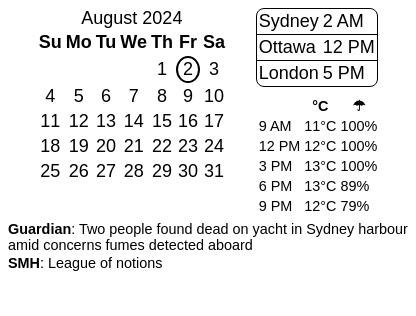 August 2024
Su Mo Tu We Th Fr Sa
1 2 3
4 5 6 7 8 9 10
11 12 13 14 15 16 17
18 19 20 21 22 23 24
25 26 27 28 29 30 31
Sydney 2 AM
Ottawa 12 PM
London 5 PM
°C ☂
9 AM 11°C 100%
12 PM 12°C 100%
3 PM 13°C 100%
6 PM 13°C 89%
9 PM 12°C 79%
Guardian: Two people found dead on yacht in Sydney harbour
amid concerns fumes detected aboard
SMH: League of notions